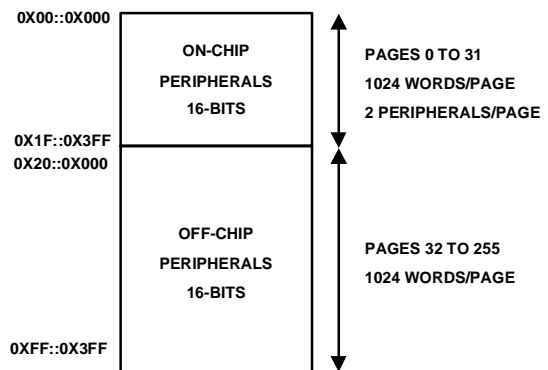 0X00::0X000
ON-CHIP
PERIPHERALS
16-BITS
PAGES 0 TO 31
1024 WORDS/PAGE
2 PERIPHERALS/PAGE
0X1F::0X3FF
0X20::0X000
OFF-CHIP
PERIPHERALS
16-BITS
PAGES 32 TO 255
1024 WORDS/PAGE
0XFF::0X3FF